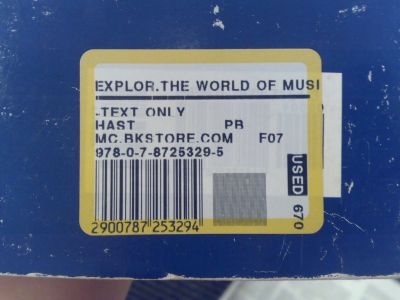 EXPLOR.THE WORLD OF MUSI
-TEXT ONLY
HAST PB
MC.BKSTORE.COM F07
978-0-7-8725329-5
USED 670
2900787 253294